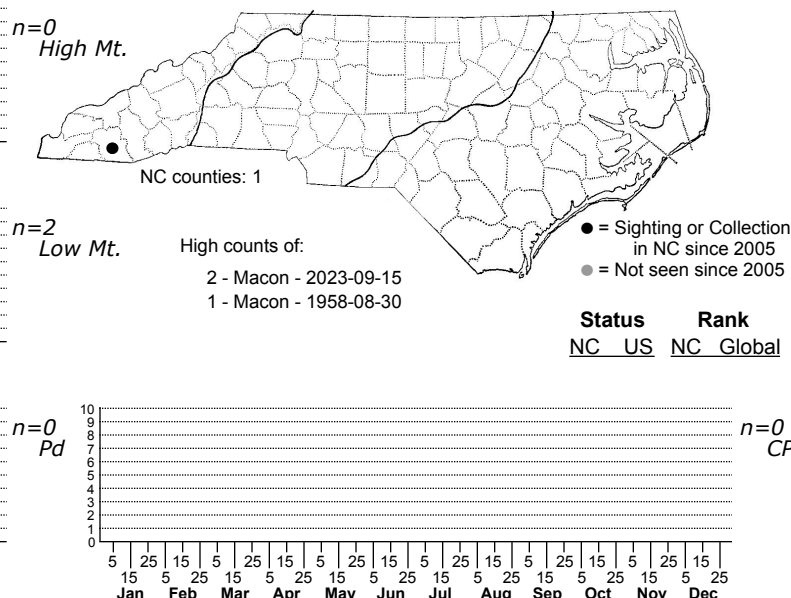 n=0
High Mt.
NC counties: 1
n=2
Low Mt.
High counts of:
2 - Macon - 2023-09-15
1 - Macon - 1958-08-30
● = Sighting or Collection
in NC since 2005
● = Not seen since 2005
Status Rank
NC US NC Global
n=0
Pd
10
9
8
7
6
5
4
3
2
1
0
n=0
CP
5 25 15 5 25 15 5 25 15 5 25 15 5 25 15 5 25 15
15 5 25 15 5 25 15 5 25 15 5 25 15 5 25 15 5 25
Jan Feb Mar Apr May Jun Jul Aug Sep Oct Nov Dec